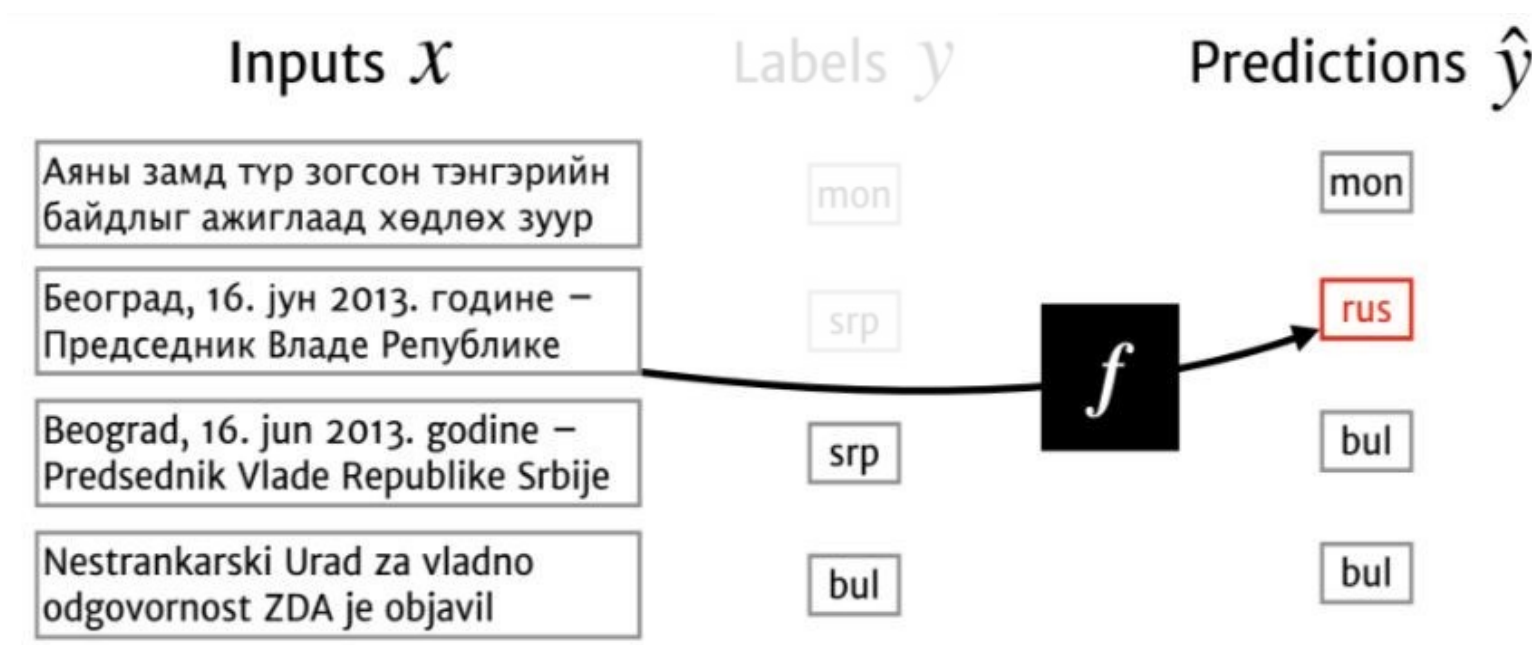 Inputs x
Labels y
Predictions ŷ
Аяны замд түр зогсон тэнгэрийн
байдлыг ажиглаад хөдлөх зуур
mon
mon
Београд, 16. јун 2013. године –
Председник Владе Републике
srp
f
rus
Beograd, 16. jun 2013. godine –
Predsednik Vlade Republike Srbije
srp
bul
Nestrankarski Urad za vladno
odgovornost ZDA je objavil
bul
bul